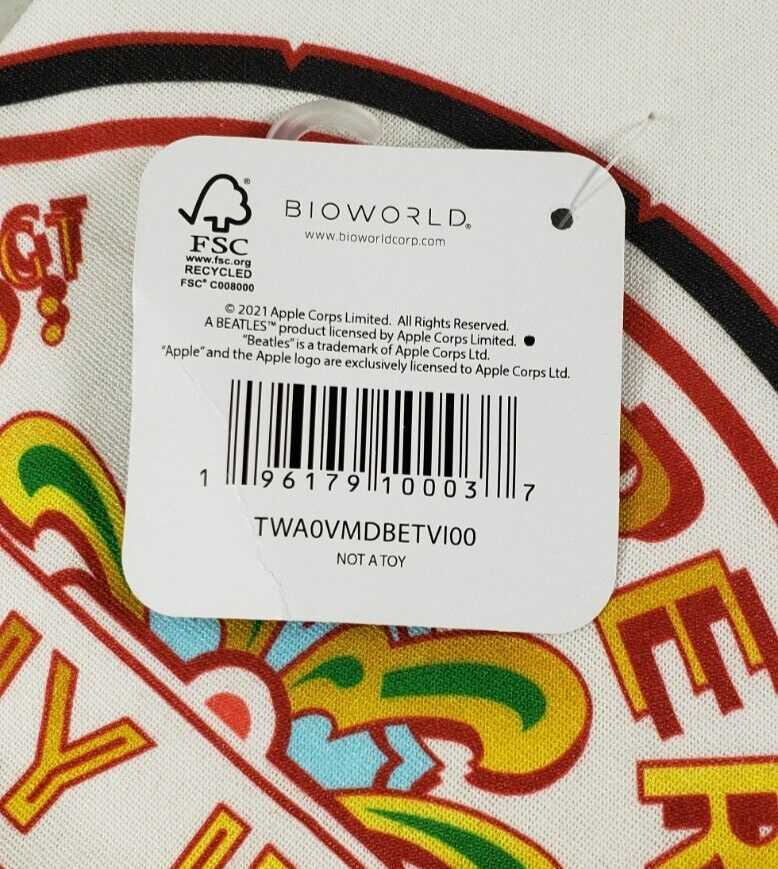 FSC
www.fsc.org
RECYCLED
FSC® C008000
BIOWORLD®
www.bioworldcorp.com
© 2021 Apple Corps Limited. All Rights Reserved.
A BEATLES™ product licensed by Apple Corps Limited.
"Beatles" is a trademark of Apple Corps Ltd.
"Apple" and the Apple logo are exclusively licensed to Apple Corps Ltd.
1 96179 10003 7
TWA0VMDBETVI00
NOT A TOY
GT
PER
Y